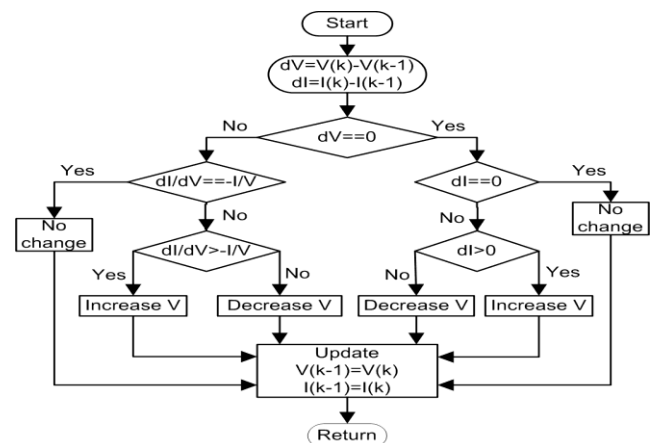 Start
dV=V(k)-V(k-1)
dI=I(k)-I(k-1)
No
dV==0
Yes
Yes
dI/dV==-I/V
dI==0
Yes
No
change
No
No
No
change
dI/dV>-I/V
dI>0
Yes
No
No
Yes
Increase V
Decrease V
Decrease V
Increase V
Update
V(k-1)=V(k)
I(k-1)=I(k)
Return